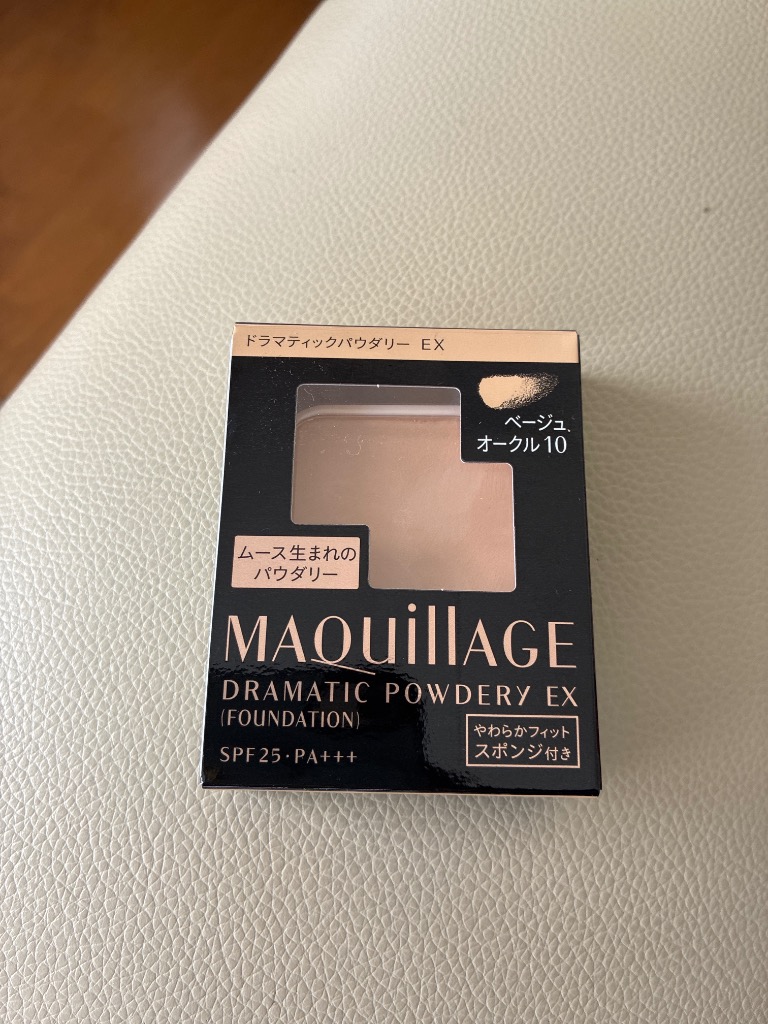 ドラマティックパウダリー EX
ベージュ
オークル10
ムース生まれの
パウダリー
MAQuillAGE
DRAMATIC POWDERY EX
(FOUNDATION)
SPF25・PA+++
やわらかフィット
スポンジ付き